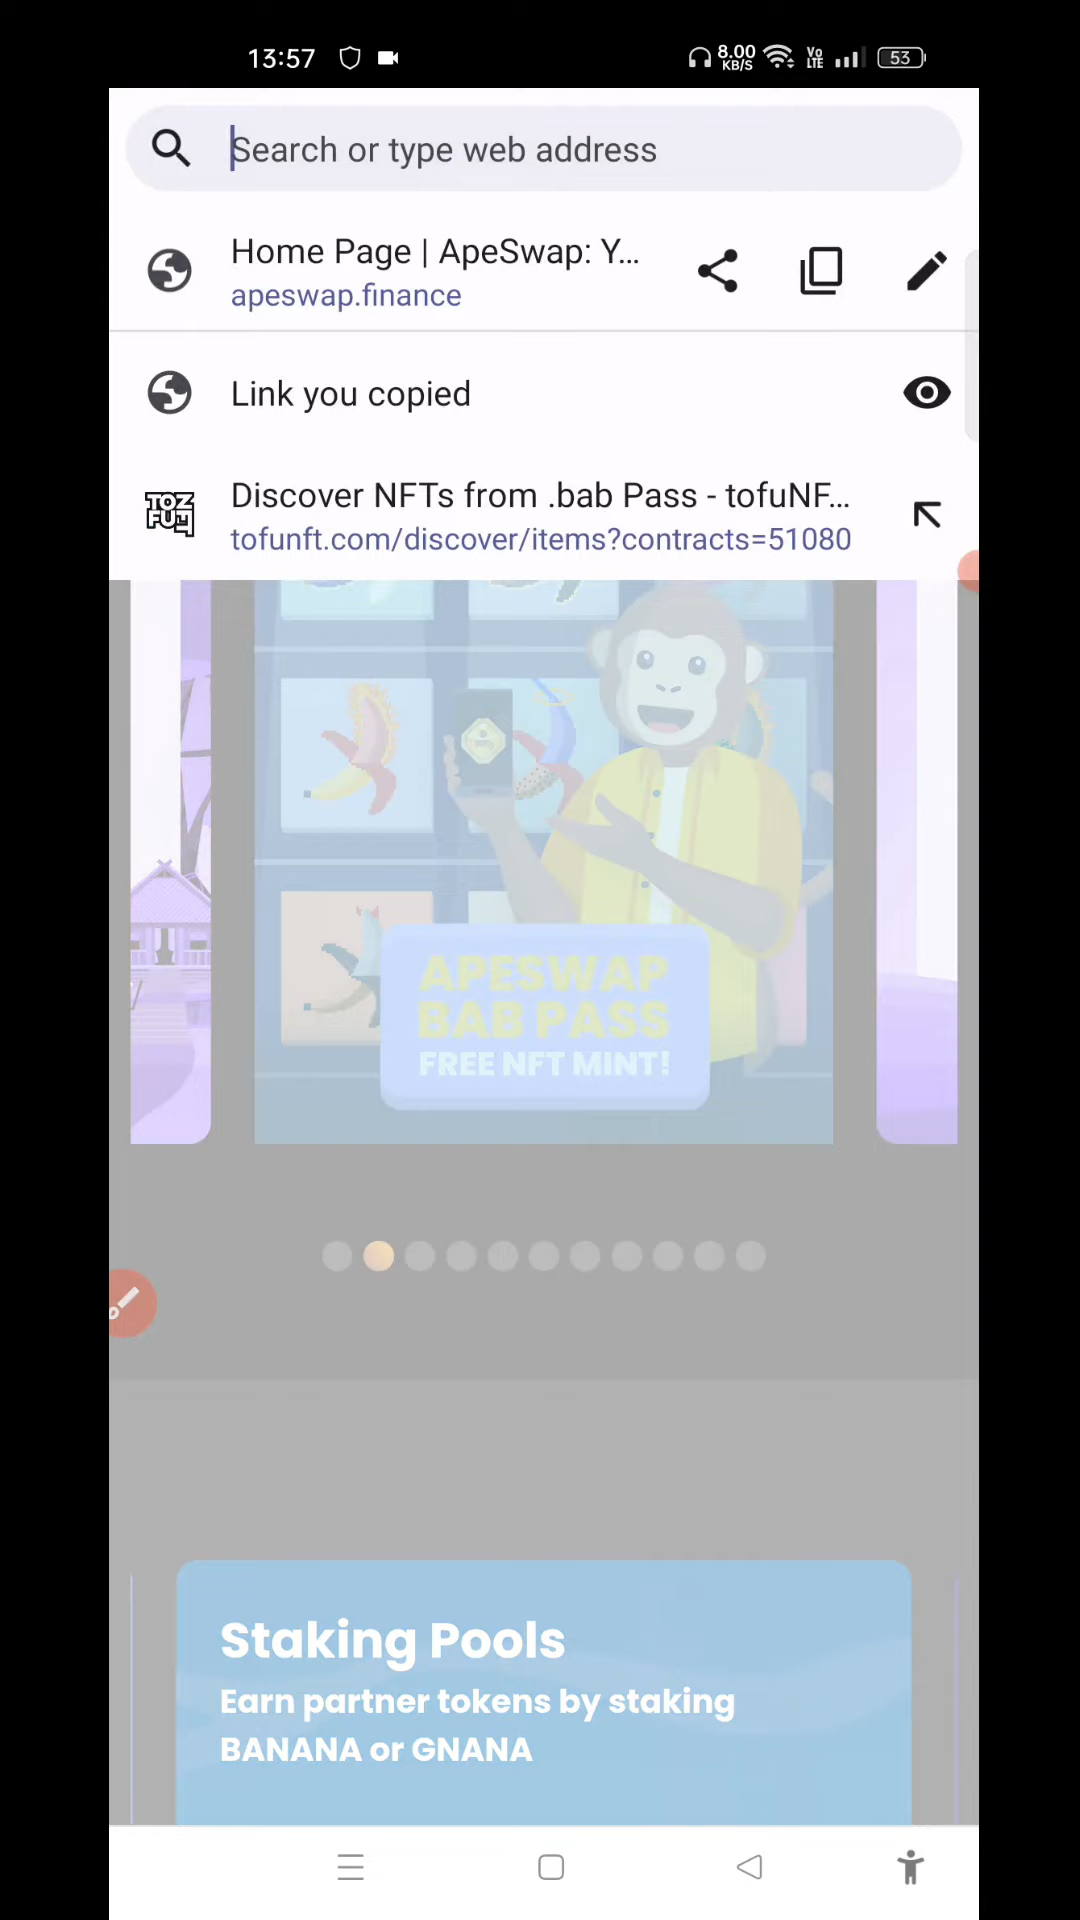 13:57
8.00
KB/S
Vo
LTE
53
Search or type web address
Home Page | ApeSwap: Y...
apeswap.finance
Link you copied
TOFU
Discover NFTs from .bab Pass - tofuNF...
tofunft.com/discover/items?contracts=51080
APESWAP
BAB PASS
FREE NFT MINT!
Staking Pools
Earn partner tokens by staking
BANANA or GNANA